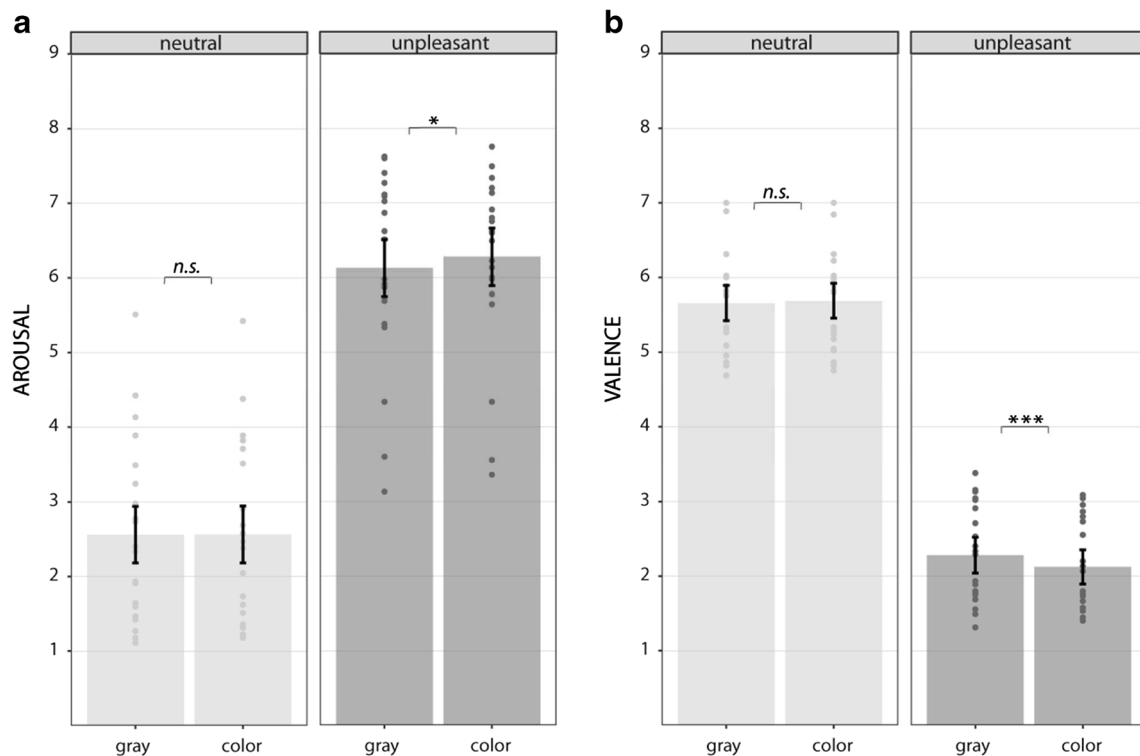 a
neutral
unpleasant
AROUSAL
9
8
7
6
5
4
3
2
1
n.s.
*
gray
color
gray
color
b
neutral
unpleasant
VALENCE
9
8
7
6
5
4
3
2
1
n.s.
***
gray
color
gray
color